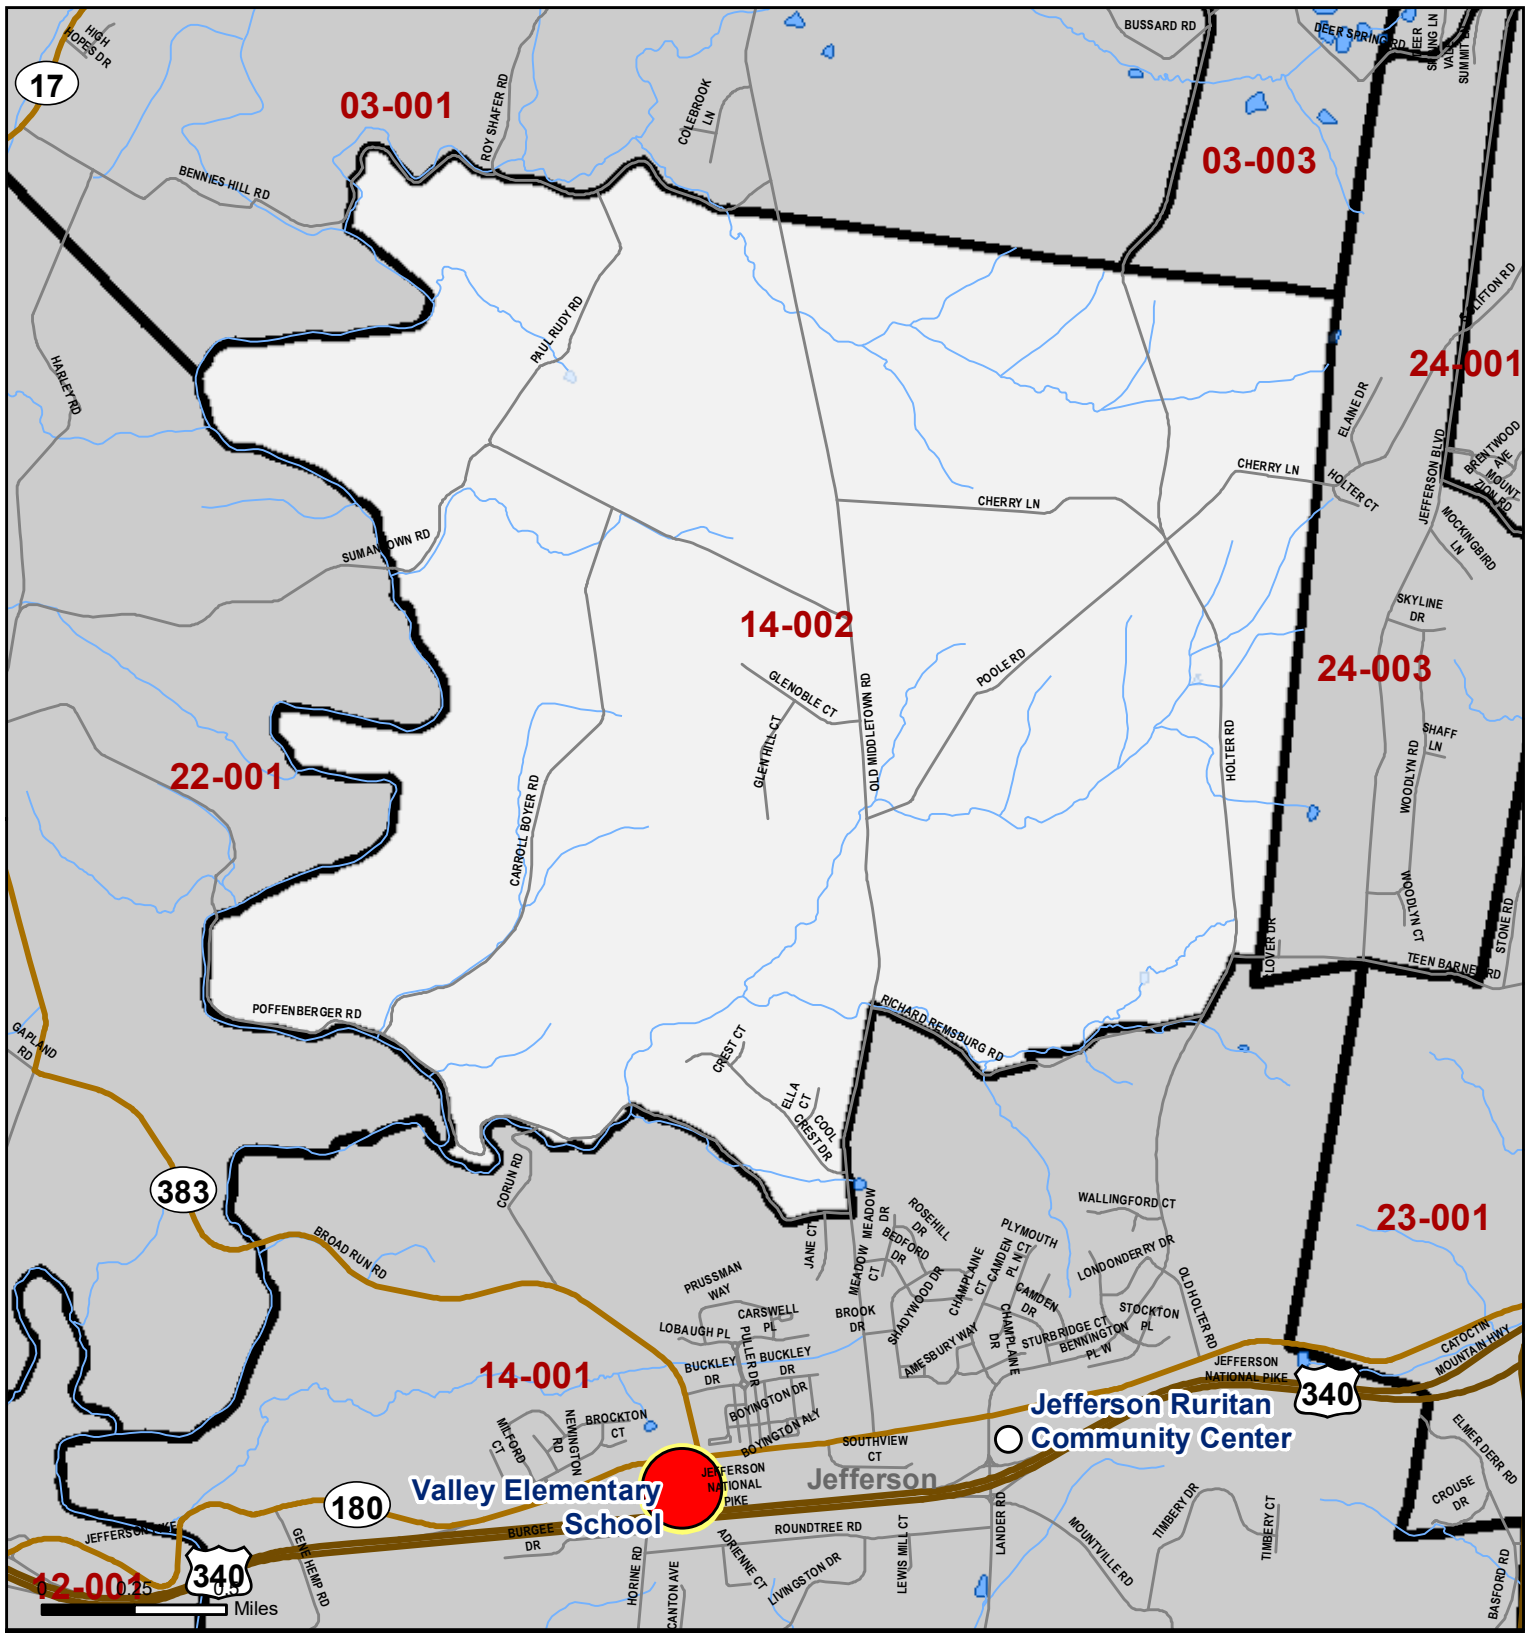 HIGH
HOPES DR
17
03-001
ROY SHAFER RD
COLEBROOK
LN
BUSSARD RD
DEER SPRING RD
DEER
SPRING LN
SUMMIT
03-003
BENNIES HILL RD
PAUL RUDY RD
HARLEY RD
CLIFTON RD
24-001
ELAINE DR
JEFFERSON BLVD
BRENTWOOD
AVE
MOUNT
ZION RD
CHERRY LN
CHERRY LN
HOLTER CT
MOCKINGBIRD
LN
SUMANTOWN RD
SKYLINE
DR
14-002
24-003
GLENOBLE CT
GLENHILL CT
OLD MIDDLETOWN RD
POOLE RD
HOLTER RD
SHAFF
LN
WOODLYN RD
22-001
CARROLL BOYER RD
WOODLYN CT
STONE RD
GLOVER DR
TEEN BARNES RD
POFFENBERGER RD
RICHARD REMSBURG RD
GAPLAND
RD
CREST CT
ELLA
CT
COOL
CREST DR
383
CORUN RD
BROAD RUN RD
JANE CT
MEADOW
DR
MEADOW
CT
ROSEHILL
DR
BEDFORD
DR
WALLINGFORD CT
23-001
PLYMOUTH
CT
CAMDEN
PL N
CHAMPLAINE
CT
LONDONDERRY DR
OLD HOLTER RD
PRUSSMAN
WAY
CARSWELL
PL
LOBAUGH PL
PULLER DR
BROOK
DR
SHADYWOOD DR
CAMDEN
DR
CHAMPLAINE
DR
STOCKTON
PL
STURBRIDGE CT
BENNINGTON
PL W
AMESBURY WAY
BUCKLEY
DR
BUCKLEY
DR
BOYINGTON DR
BOYINGTON ALY
JEFFERSON
NATIONAL PIKE
CATOCTIN
MOUNTAIN HWY
340
14-001
MILFORD
CT
NEWINGTON
RD
BROCKTON
CT
SOUTHVIEW
CT
Jefferson Ruritan
Community Center
ELMER DERR RD
CROUSE
DR
Jefferson
JEFFERSON
NATIONAL
PIKE
Valley Elementary
School
180
JEFFERSON PIKE
GENE HEMP RD
BURGEE
DR
ROUNDTREE RD
ADRIENNE CT
LIVINGSTON DR
LEWIS MILL CT
LANDER RD
MOUNTVILLE RD
TIMBERY DR
TIMBERY CT
BASFORD RD
HORINE RD
CANTON AVE
340
12-001
0 0.25 0.5
Miles